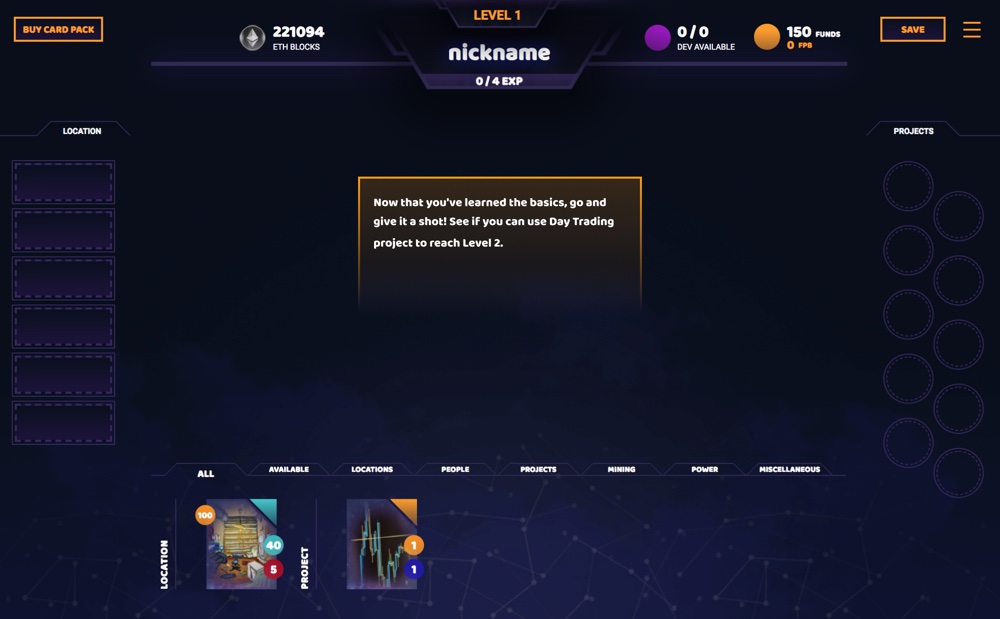 BUY CARD PACK
221094
ETH BLOCKS
LEVEL 1
nickname
0 / 4 EXP
0 / 0
DEV AVAILABLE
150 FUNDS
0 FPB
SAVE
LOCATION
PROJECTS
Now that you've learned the basics, go and
give it a shot! See if you can use Day Trading
project to reach Level 2.
ALL
AVAILABLE
LOCATIONS
PEOPLE
PROJECTS
MINING
POWER
MISCELLANEOUS
LOCATION
100
40
5
PROJECT
1
1